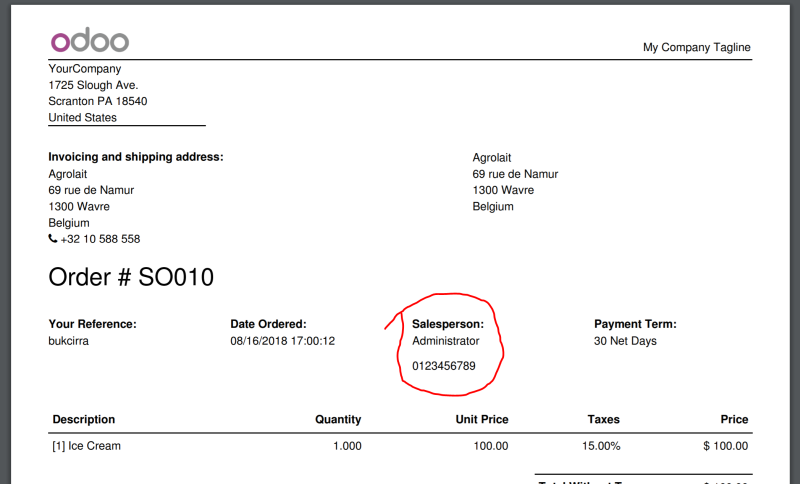 odoo
My Company Tagline
YourCompany
1725 Slough Ave.
Scranton PA 18540
United States
Invoicing and shipping address:
Agrolait
69 rue de Namur
1300 Wavre
Belgium
+32 10 588 558
Agrolait
69 rue de Namur
1300 Wavre
Belgium
Order # SO010
Your Reference: Date Ordered: Salesperson: Payment Term:
bukcirra 08/16/2018 17:00:12 Administrator 30 Net Days
0123456789
Description Quantity Unit Price Taxes Price
[1] Ice Cream 1.000 100.00 15.00% $ 100.00